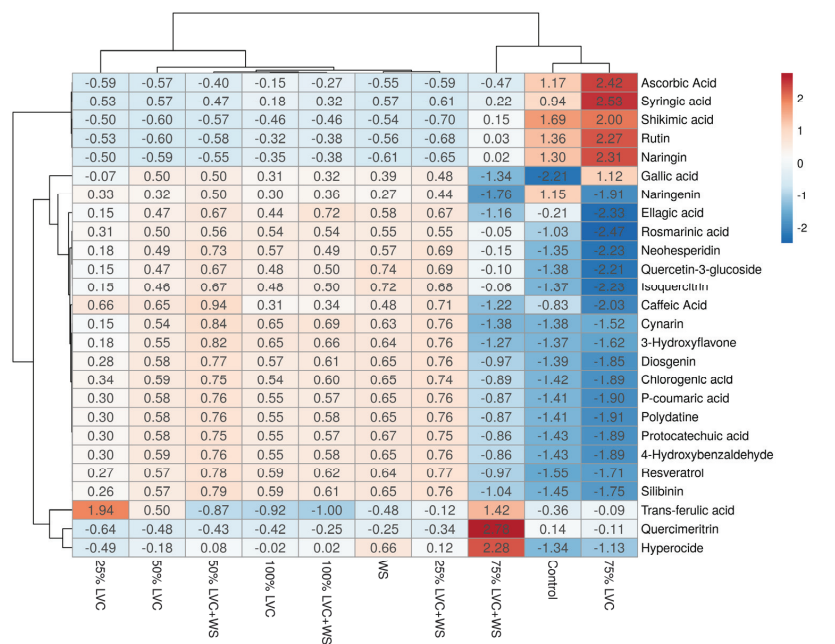 -0.59 -0.57 -0.40 -0.15 -0.27 -0.55 -0.59 -0.47 1.17 2.42 Ascorbic Acid
0.53 0.57 0.47 0.18 0.32 0.57 0.61 0.22 0.94 2.53 Syringic acid
-0.50 -0.60 -0.57 -0.46 -0.46 -0.54 -0.70 0.15 1.69 2.00 Shikimic acid
-0.53 -0.60 -0.58 -0.32 -0.38 -0.56 -0.68 0.03 1.36 2.27 Rutin
-0.50 -0.59 -0.55 -0.35 -0.38 -0.61 -0.65 0.02 1.30 2.31 Naringin
-0.07 0.50 0.50 0.31 0.32 0.39 0.48 -1.34 -2.21 1.12 Gallic acid
0.33 0.32 0.50 0.30 0.36 0.27 0.44 -1.76 1.15 -1.91 Naringenin
0.15 0.47 0.67 0.44 0.72 0.58 0.67 -1.16 -0.21 -2.33 Ellagic acid
0.31 0.50 0.56 0.54 0.54 0.55 0.55 -0.05 -1.03 -2.47 Rosmarinic acid
0.18 0.49 0.73 0.57 0.49 0.57 0.69 -0.15 -1.35 -2.23 Neohesperidin
0.15 0.47 0.67 0.48 0.50 0.74 0.69 -0.10 -1.38 -2.21 Quercetin-3-glucoside
0.15 0.46 0.67 0.48 0.50 0.72 0.68 -0.06 -1.37 -2.23 Isoquercitrin
0.66 0.65 0.94 0.31 0.34 0.48 0.71 -1.22 -0.83 -2.03 Caffeic Acid
0.15 0.54 0.84 0.65 0.69 0.63 0.76 -1.38 -1.38 -1.52 Cynarin
0.18 0.55 0.82 0.65 0.66 0.64 0.76 -1.27 -1.37 -1.62 3-Hydroxyflavone
0.28 0.58 0.77 0.57 0.61 0.65 0.76 -0.97 -1.39 -1.85 Diosgenin
0.34 0.59 0.75 0.54 0.60 0.65 0.74 -0.89 -1.42 -1.89 Chlorogenic acid
0.30 0.58 0.76 0.55 0.57 0.65 0.76 -0.87 -1.41 -1.90 P-coumaric acid
0.30 0.58 0.76 0.55 0.58 0.65 0.76 -0.87 -1.41 -1.91 Polydatine
0.30 0.58 0.75 0.55 0.57 0.67 0.75 -0.86 -1.43 -1.89 Protocatechuic acid
0.30 0.59 0.76 0.55 0.58 0.65 0.76 -0.86 -1.43 -1.89 4-Hydroxybenzaldehyde
0.27 0.57 0.78 0.59 0.62 0.64 0.77 -0.97 -1.55 -1.71 Resveratrol
0.26 0.57 0.79 0.59 0.61 0.65 0.76 -1.04 -1.45 -1.75 Silibinin
1.94 0.50 -0.87 -0.92 -1.00 -0.48 -0.12 1.42 -0.36 -0.09 Trans-ferulic acid
-0.64 -0.48 -0.43 -0.42 -0.25 -0.25 -0.34 0.14 -0.11 Quercimeritrin
-0.49 -0.18 0.08 -0.02 0.02 0.66 0.12 2.28 -1.34 -1.13 Hyperocide
25% LVC
50% LVC
50% LVC+WS
100% LVC
100% LVC+WS
WS
25% LVC+WS
75% LVC+WS
Control
75% LVC
2
1
0
-1
-2